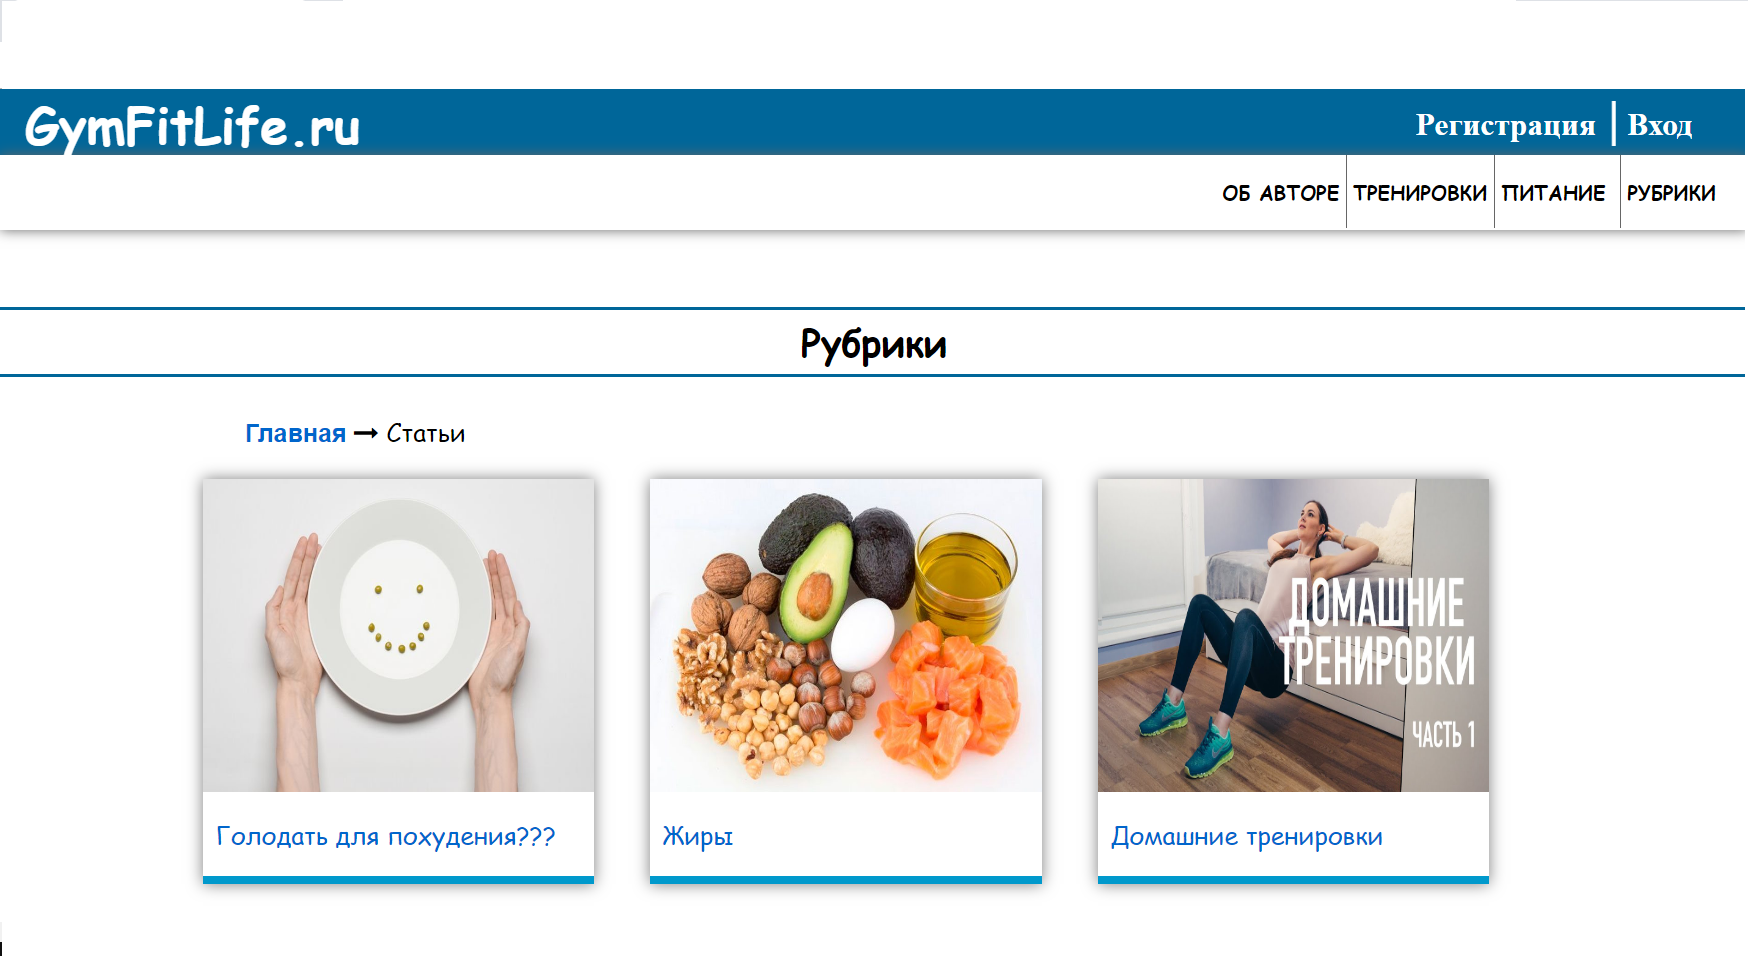 GymFitLife.ru
Регистрация | Вход
ОБ АВТОРЕ ТРЕНИРОВКИ ПИТАНИЕ РУБРИКИ
Рубрики
Главная → Статьи
ДОМАШНИЕ
ТРЕНИРОВКИ
ЧАСТЬ 1
Голодать для похудения???
Жиры
Домашние тренировки